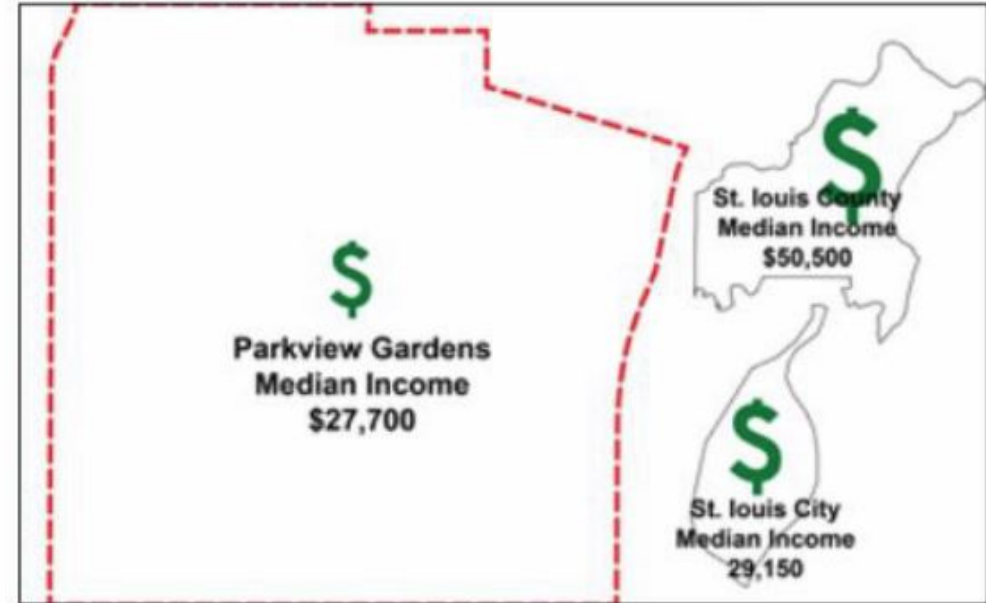 $
Parkview Gardens
Median Income
$27,700
$
St. louis County
Median Income
$50,500
$
St. louis City
Median Income
29,150